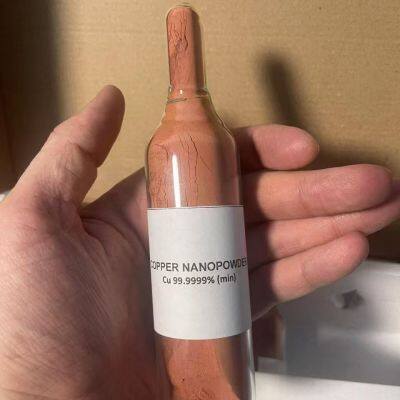 COPPER NANOPOWDER
Cu 99.9999% (min)